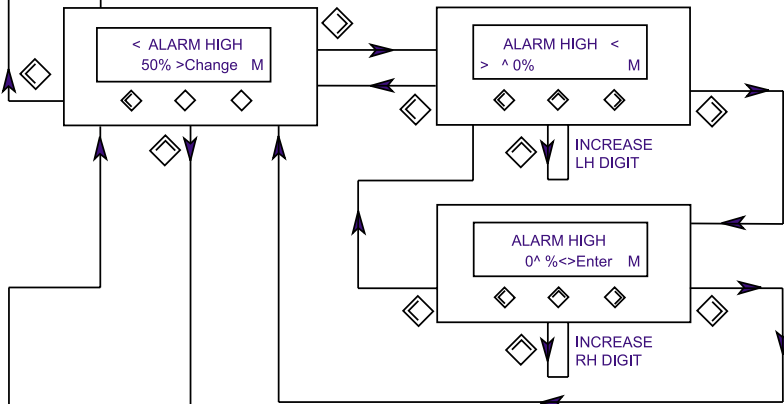 < ALARM HIGH
50% >Change M
ALARM HIGH <
> ^ 0% M
INCREASE
LH DIGIT
ALARM HIGH
0^ %<>Enter M
INCREASE
RH DIGIT